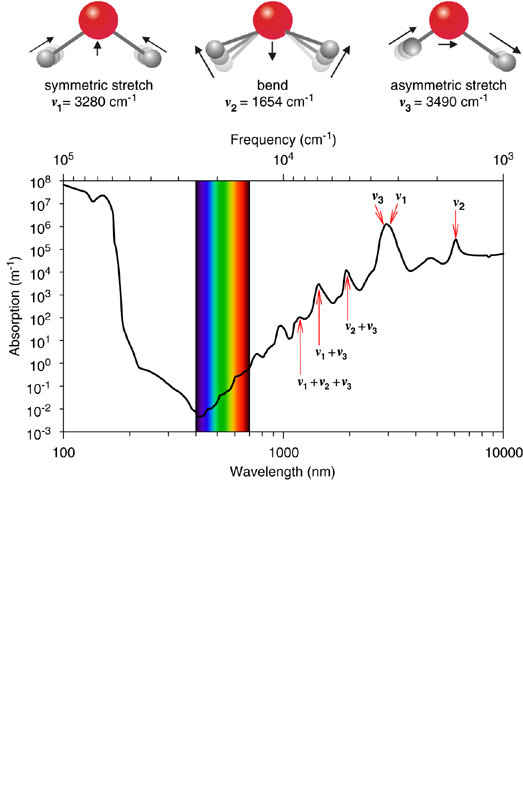 symmetric stretch
ν1= 3280 cm-1
bend
ν2 = 1654 cm-1
asymmetric stretch
ν3 = 3490 cm-1
Frequency (cm-1)
10^5
10^4
10^3
10^8
10^7
10^6
10^5
10^4
10^3
10^2
10^1
10^0
10^-1
10^-2
10^-3
Absorption (m-1)
ν3
ν1
ν2
ν2 + ν3
ν1 + ν3
ν1 + ν2 + ν3
100
1000
10000
Wavelength (nm)